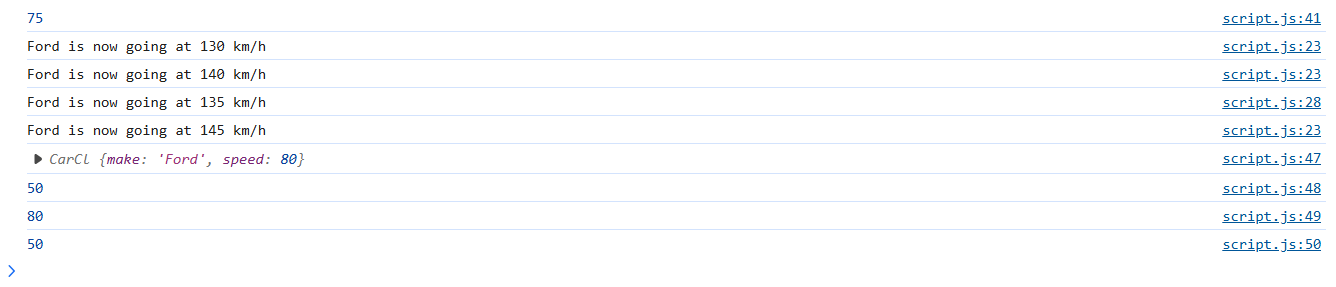 75 script.js:41
Ford is now going at 130 km/h script.js:23
Ford is now going at 140 km/h script.js:23
Ford is now going at 135 km/h script.js:28
Ford is now going at 145 km/h script.js:23
CarCl {make: 'Ford', speed: 80} script.js:47
50 script.js:48
80 script.js:49
50 script.js:50